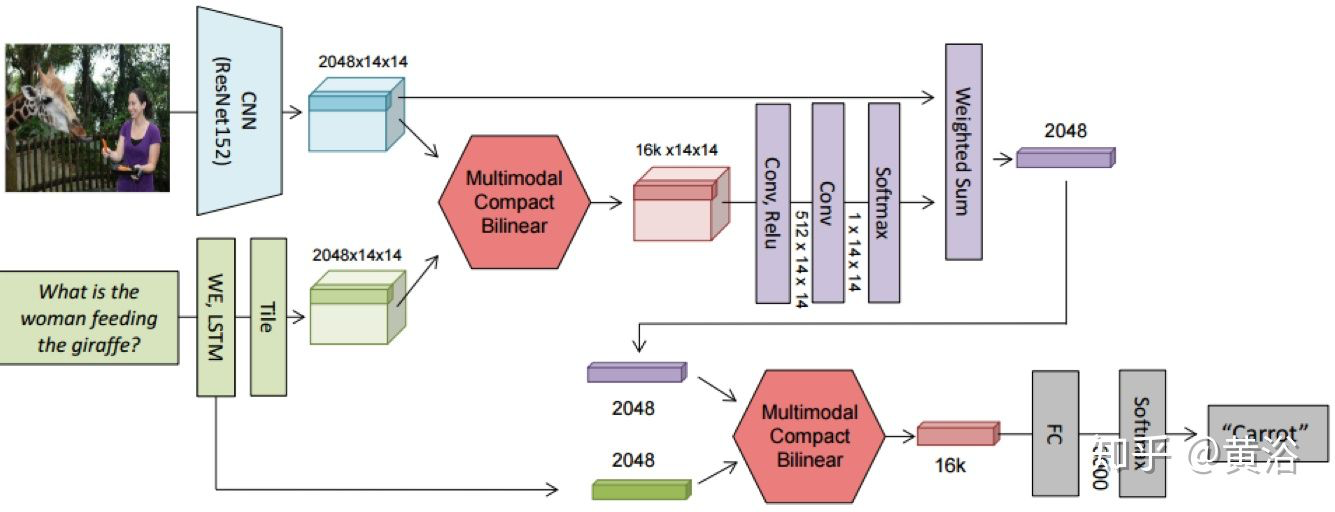 CNN
(ResNet152)
2048x14x14
Multimodal
Compact
Bilinear
16k x14x14
Conv, Relu
512 x 14 x 14
Conv
1 x 14 x 14
Softmax
Weighted Sum
2048
What is the
woman feeding
the giraffe?
WE, LSTM
Tile
2048x14x14
2048
2048
Multimodal
Compact
Bilinear
16k
FC
Softmax
“Carrot”
知乎 @黄浴